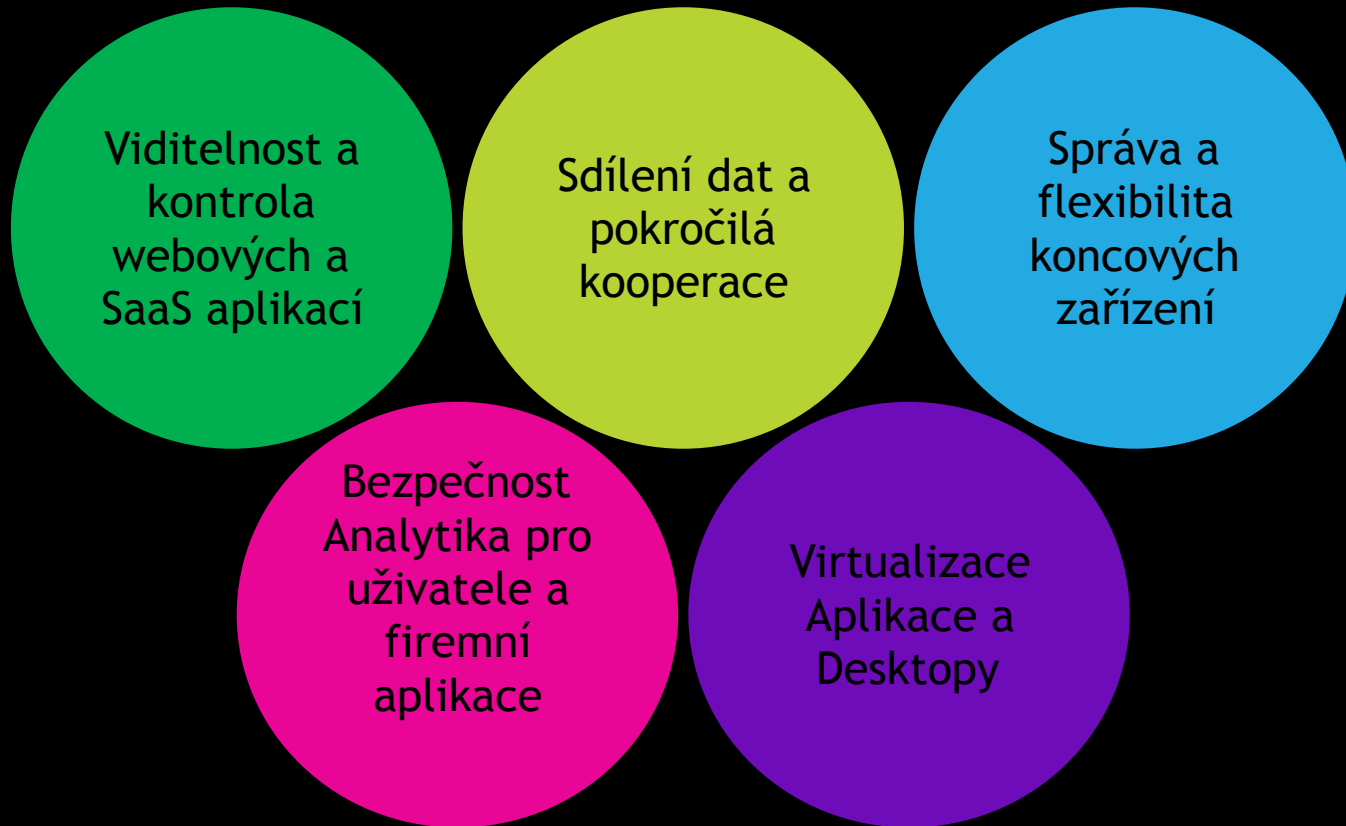 Viditelnost a
kontrola
webových a
SaaS aplikací
Sdílení dat a
pokročilá
kooperace
Správa a
flexibilita
koncových
zařízení
Bezpečnost
Analytika pro
uživatele a
firemní
aplikace
Virtualizace
Aplikace a
Desktopy